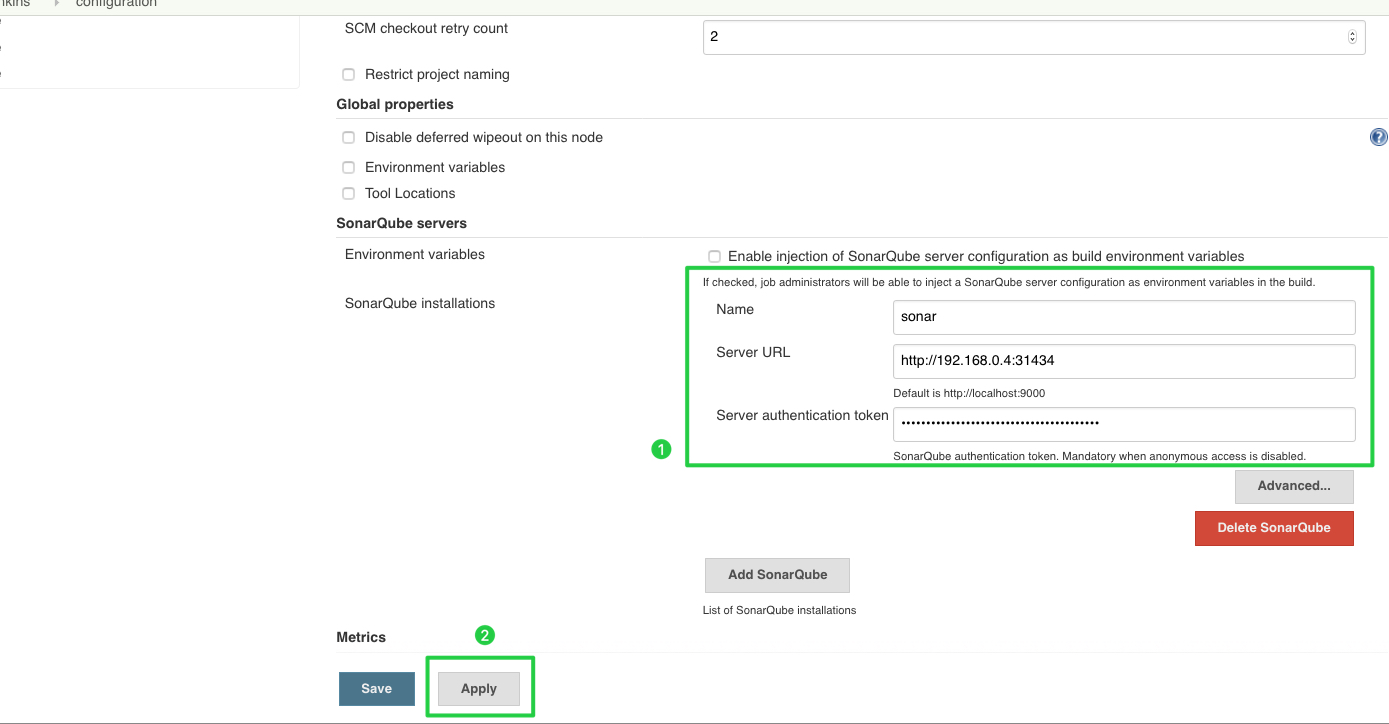 configuration
SCM checkout retry count
2
Restrict project naming
Global properties
Disable deferred wipeout on this node
?
Environment variables
Tool Locations
SonarQube servers
Environment variables
Enable injection of SonarQube server configuration as build environment variables
If checked, job administrators will be able to inject a SonarQube server configuration as environment variables in the build.
SonarQube installations
Name
sonar
Server URL
http://192.168.0.4:31434
Default is http://localhost:9000
Server authentication token
1
SonarQube authentication token. Mandatory when anonymous access is disabled.
Advanced...
Delete SonarQube
Add SonarQube
List of SonarQube installations
Metrics
2
Save
Apply